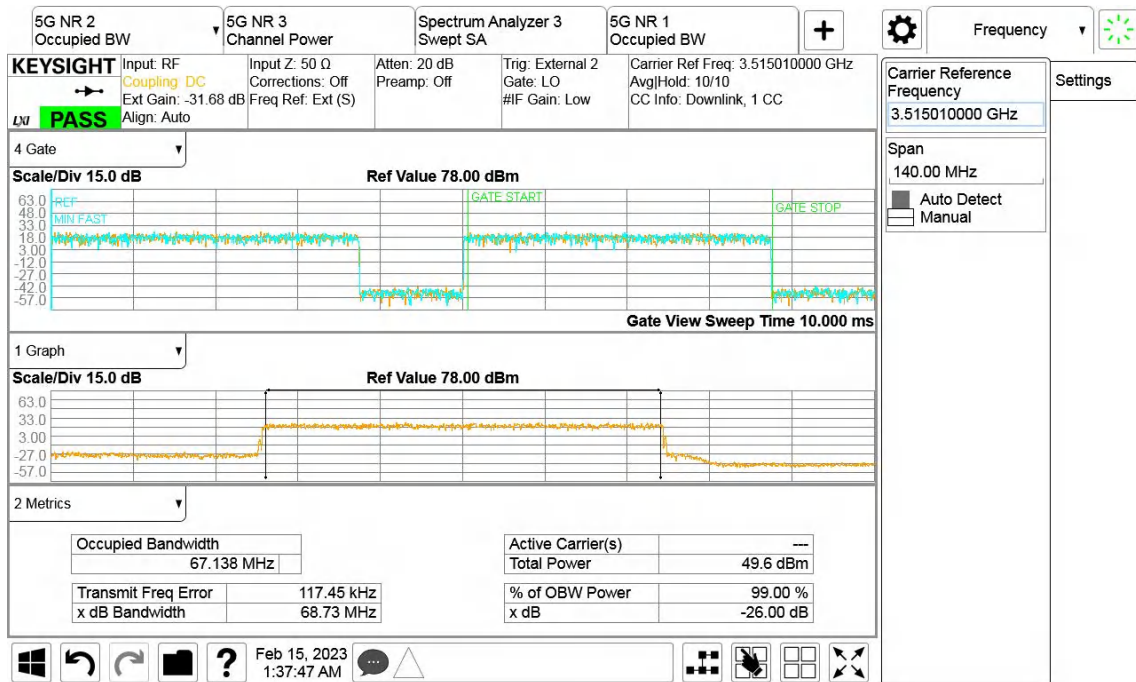 5G NR 2
Occupied BW
5G NR 3
Channel Power
Spectrum Analyzer 3
Swept SA
5G NR 1
Occupied BW
Frequency
KEYSIGHT
LXI
PASS
Input: RF
Coupling: DC
Ext Gain: -31.68 dB
Align: Auto
Input Z: 50 Ω
Corrections: Off
Freq Ref: Ext (S)
Atten: 20 dB
Preamp: Off
Trig: External 2
Gate: LO
#IF Gain: Low
Carrier Ref Freq: 3.515010000 GHz
Avg|Hold: 10/10
CC Info: Downlink, 1 CC
Carrier Reference
Frequency
3.515010000 GHz
Span
140.00 MHz
Auto Detect
Manual
Settings
4 Gate
Scale/Div 15.0 dB
Ref Value 78.00 dBm
63.0
48.0
33.0
18.0
3.00
-12.0
-27.0
-42.0
-57.0
REF
MIN FAST
GATE START
GATE STOP
Gate View Sweep Time 10.000 ms
1 Graph
Scale/Div 15.0 dB
Ref Value 78.00 dBm
63.0
33.0
3.00
-27.0
-57.0
2 Metrics
Occupied Bandwidth
67.138 MHz
Transmit Freq Error 117.45 kHz
x dB Bandwidth 68.73 MHz
Active Carrier(s) ---
Total Power 49.6 dBm
% of OBW Power 99.00 %
x dB -26.00 dB
?
Feb 15, 2023
1:37:47 AM